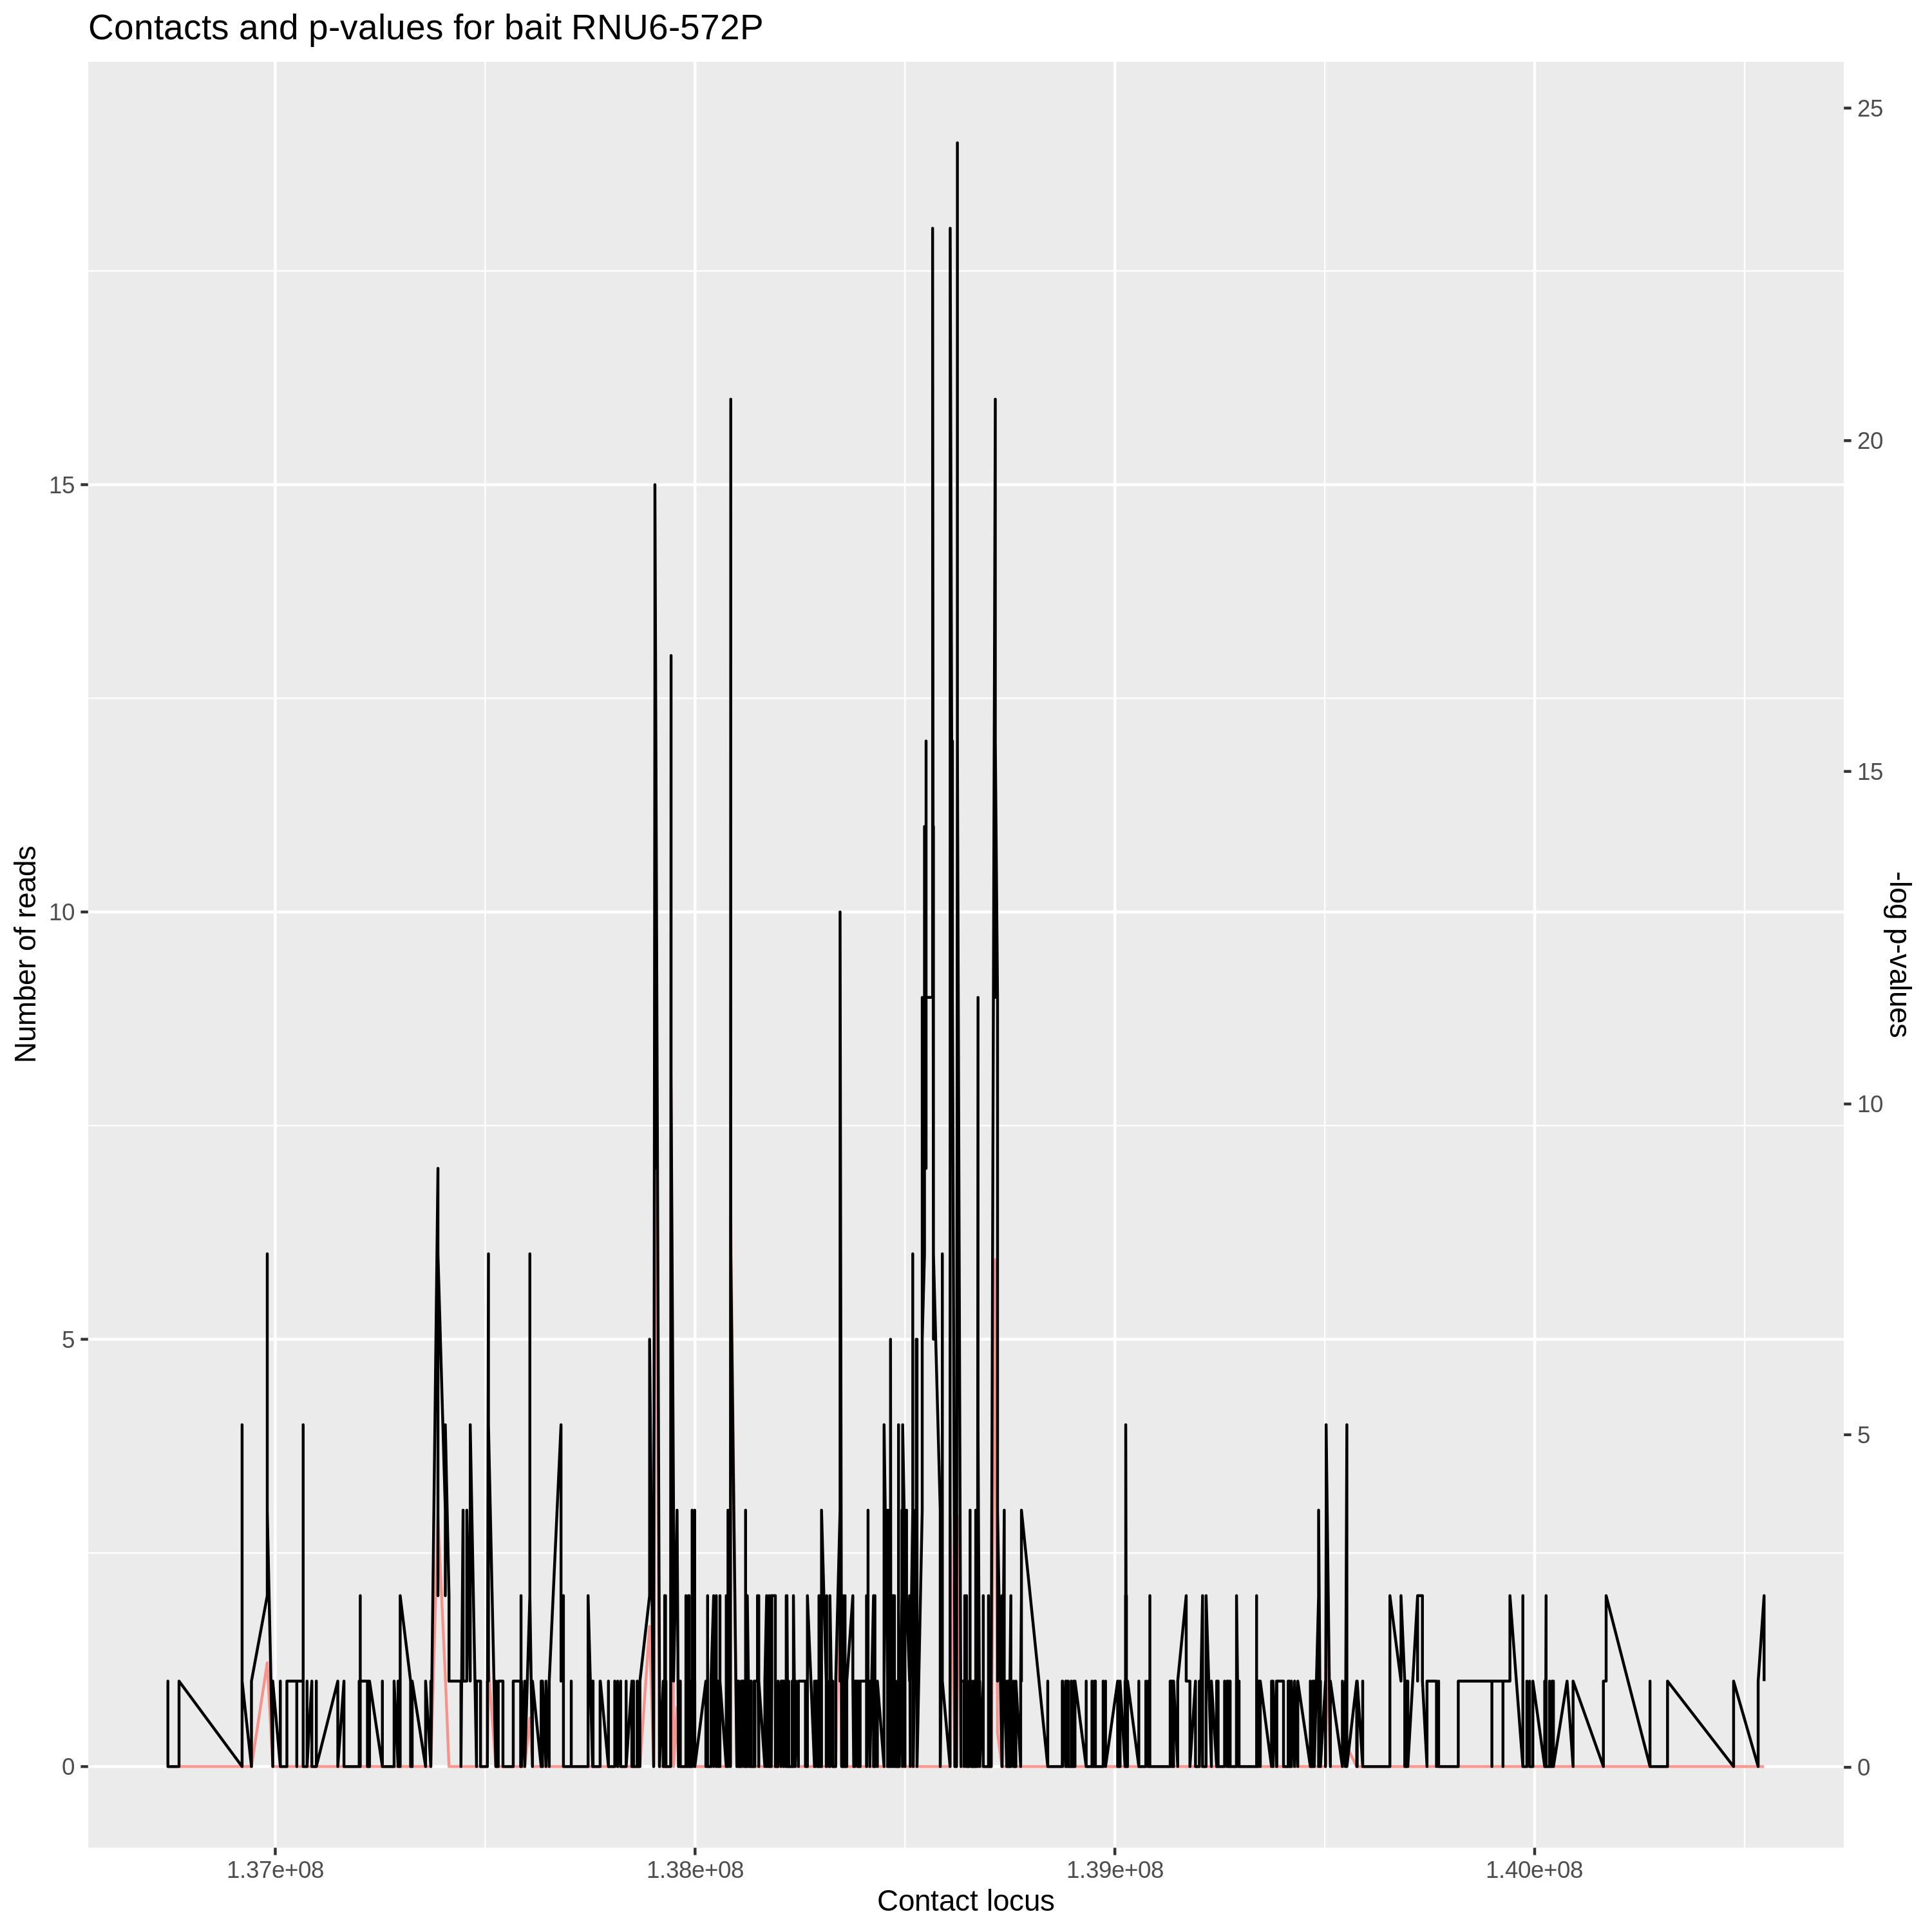 Contacts and p-values for bait RNU6-572P
25
20
15
10
5
0
-log p-values
15
10
5
0
Number of reads
1.37e+08
1.38e+08
1.39e+08
1.40e+08
Contact locus